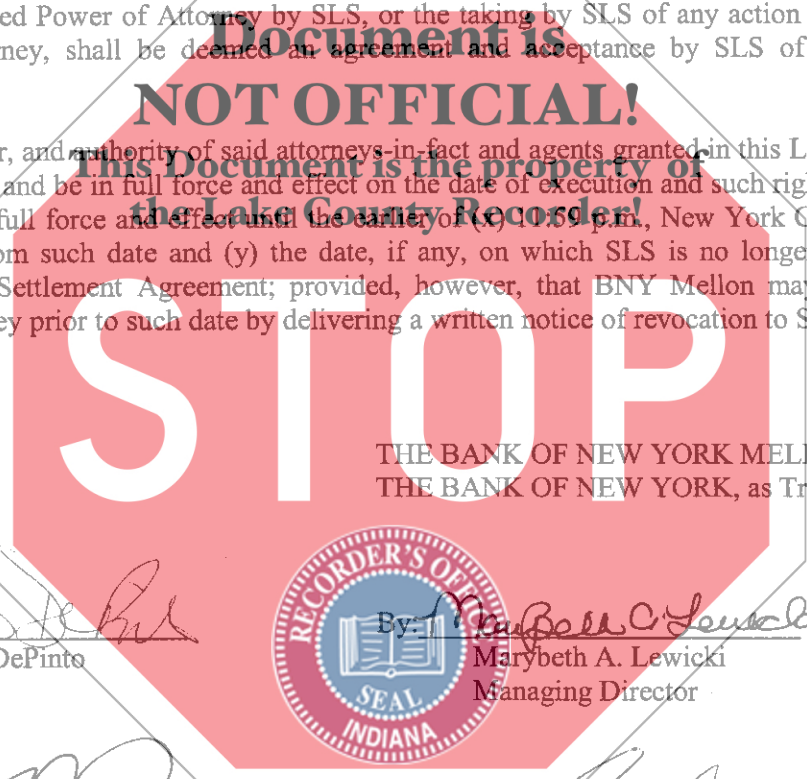 ed Power of Attorney by SLS, or the taking by SLS of any action
ney, shall be deemed an agreement and acceptance by SLS of
Document is
NOT OFFICIAL!
This Document is the property of
the Lake County Recorder!
r, and authority of said attorneys-in-fact and agents granted in this L
and be in full force and effect on the date of execution and such righ
full force and effect until the earlier of (x) 11:59 p.m., New York C
om such date and (y) the date, if any, on which SLS is no longe
Settlement Agreement; provided, however, that BNY Mellon may
ey prior to such date by delivering a written notice of revocation to S
STOP
THE BANK OF NEW YORK MELL
THE BANK OF NEW YORK, as Tr
RECORDER'S OFFICE
SEAL
INDIANA
By:
DePinto
Marybeth A. Lewicki
Managing Director